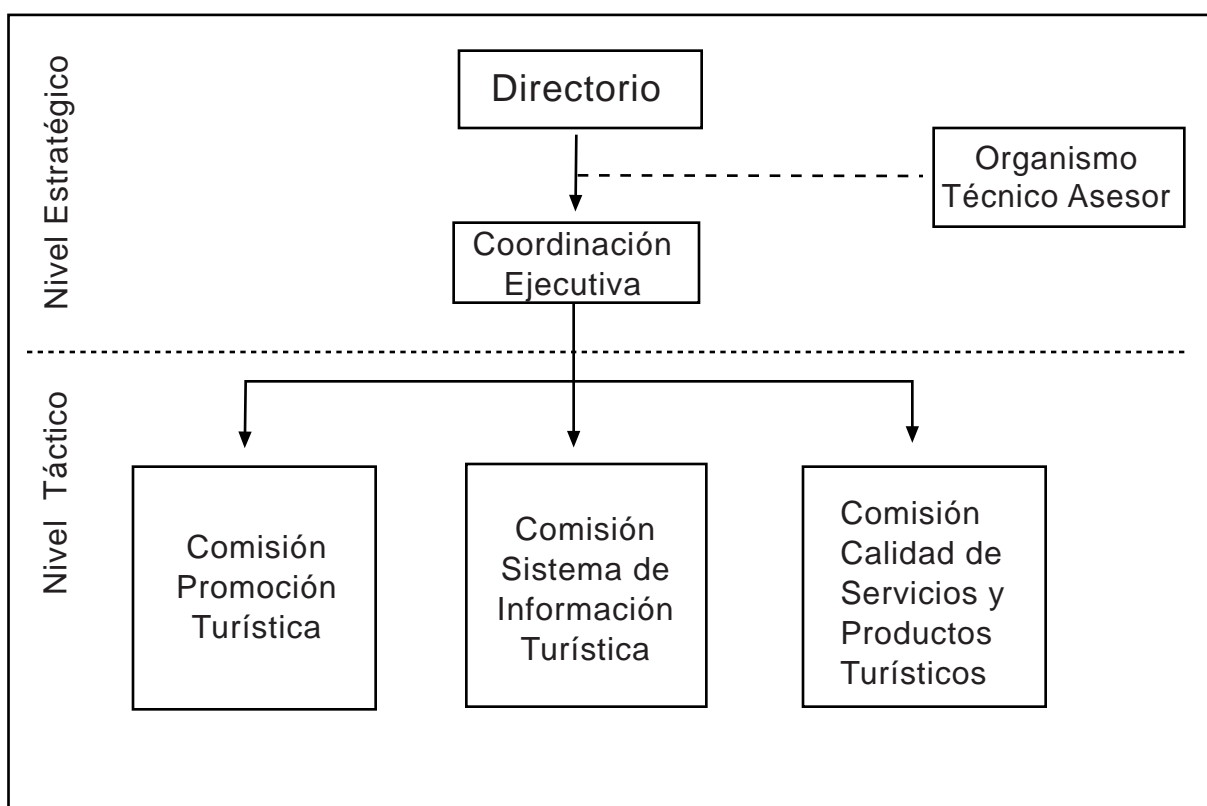 Nivel Estratégico
Directorio
Organismo
Técnico Asesor
Coordinación
Ejecutiva
Nivel Táctico
Comisión
Promoción
Turística
Comisión
Sistema de
Información
Turística
Comisión
Calidad de
Servicios y
Productos
Turísticos